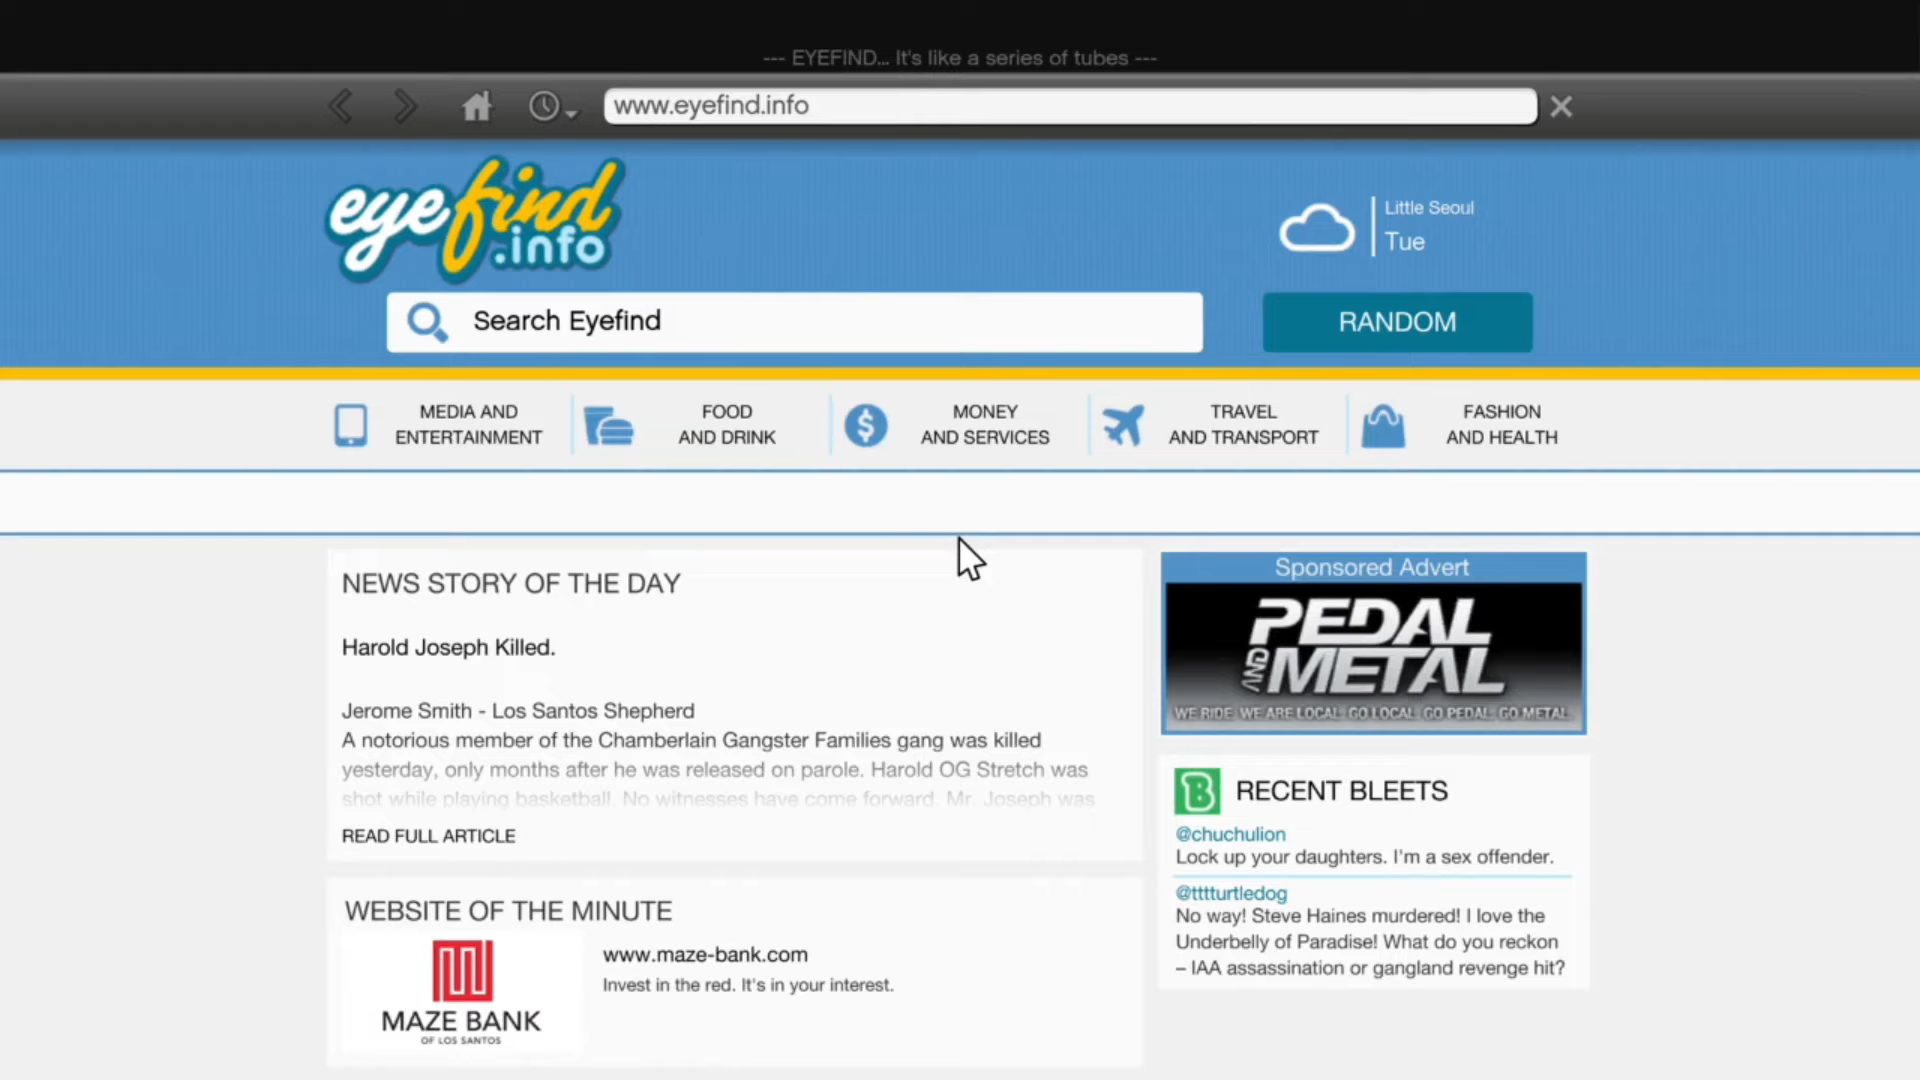 --- EYEFIND... It's like a series of tubes ---
www.eyefind.info
eyefind
.info
Little Seoul
Tue
Search Eyefind
RANDOM
MEDIA AND
ENTERTAINMENT
FOOD
AND DRINK
MONEY
AND SERVICES
TRAVEL
AND TRANSPORT
FASHION
AND HEALTH
NEWS STORY OF THE DAY
Harold Joseph Killed.
Jerome Smith - Los Santos Shepherd
A notorious member of the Chamberlain Gangster Families gang was killed
yesterday, only months after he was released on parole. Harold OG Stretch was
shot while playing basketball. No witnesses have come forward. Mr. Joseph was
READ FULL ARTICLE
WEBSITE OF THE MINUTE
MAZE BANK
OF LOS SANTOS
www.maze-bank.com
Invest in the red. It's in your interest.
Sponsored Advert
PEDAL
AND METAL
WE RIDE. WE ARE LOCAL. GO LOCAL. GO PEDAL. GO METAL.
B RECENT BLEETS
@chuchulion
Lock up your daughters. I'm a sex offender.
@tttturtledog
No way! Steve Haines murdered! I love the
Underbelly of Paradise! What do you reckon
– IAA assassination or gangland revenge hit?